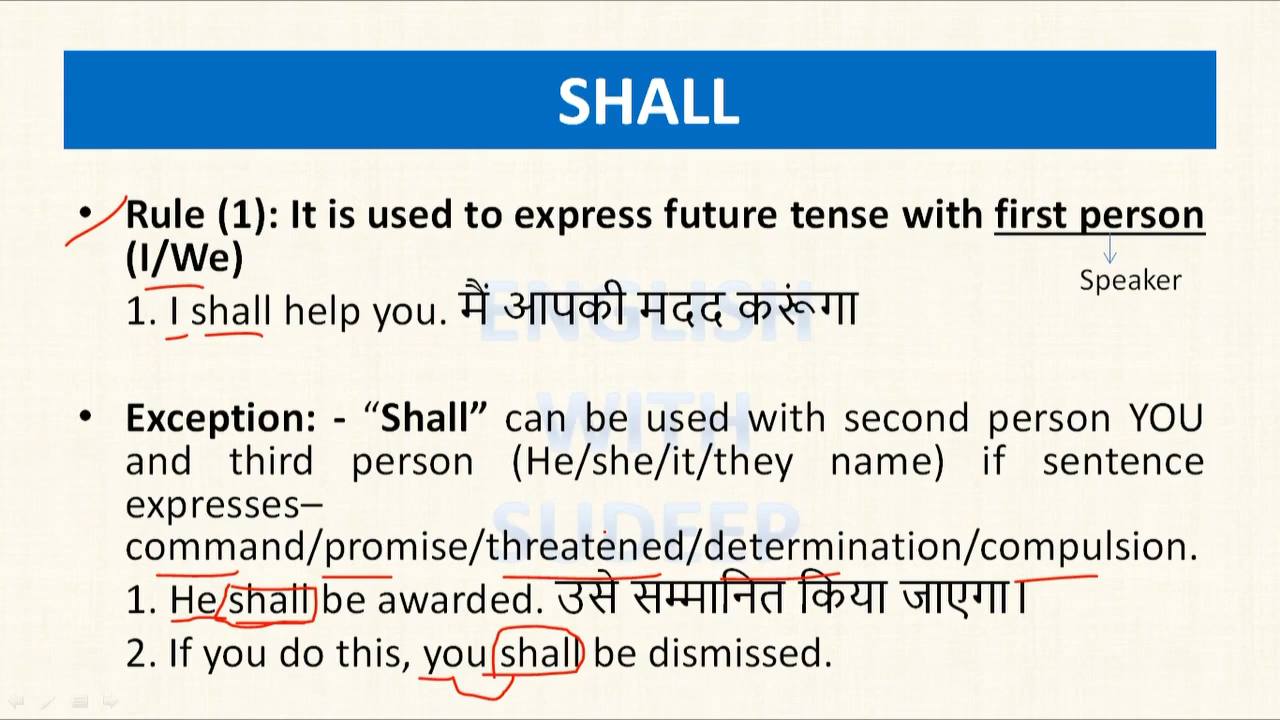 SHALL
• Rule (1): It is used to express future tense with first person
(I/We)
Speaker
1. I shall help you. मैं आपकी मदद करूंगा
• Exception: - “Shall” can be used with second person YOU
and third person (He/she/it/they name) if sentence
expresses–
command/promise/threatened/determination/compulsion.
1. He shall be awarded. उसे सम्मानित किया जाएगा।
2. If you do this, you shall be dismissed.
ENGLISH
WITH
SUDEEP